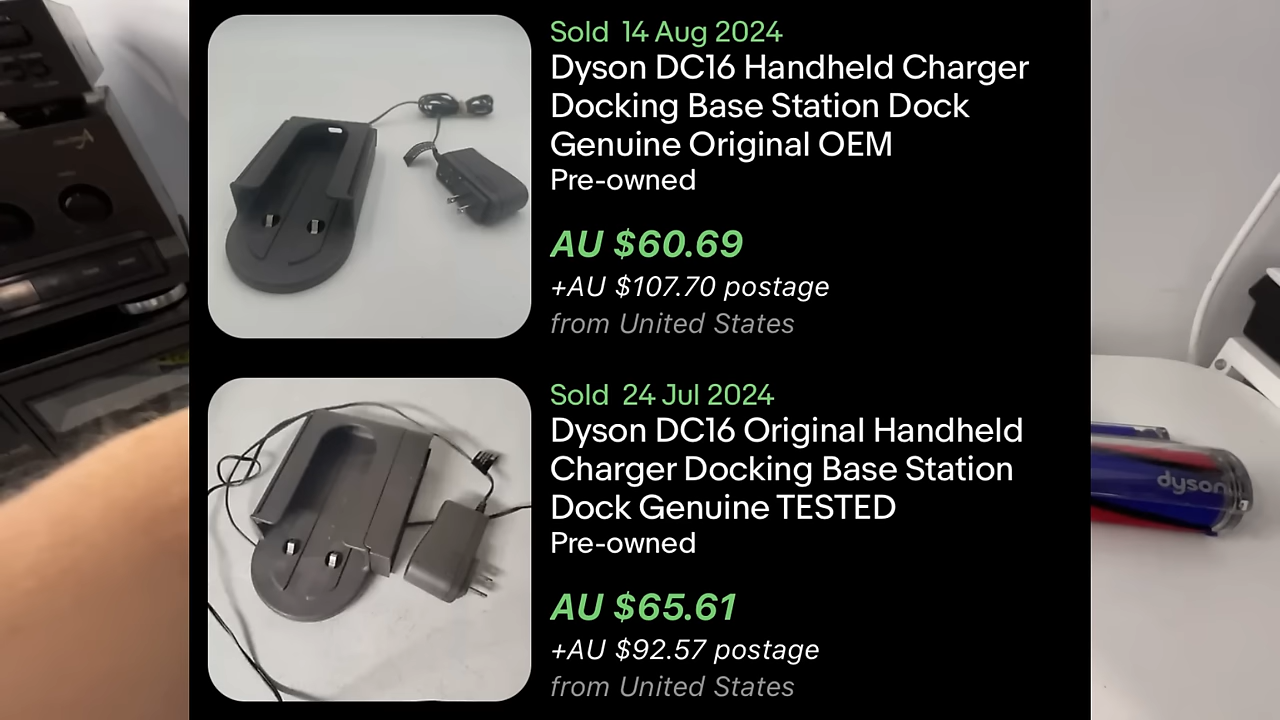 Sold 14 Aug 2024
Dyson DC16 Handheld Charger
Docking Base Station Dock
Genuine Original OEM
Pre-owned
AU $60.69
+AU $107.70 postage
from United States
Sold 24 Jul 2024
Dyson DC16 Original Handheld
Charger Docking Base Station
Dock Genuine TESTED
Pre-owned
AU $65.61
+AU $92.57 postage
from United States
dyson